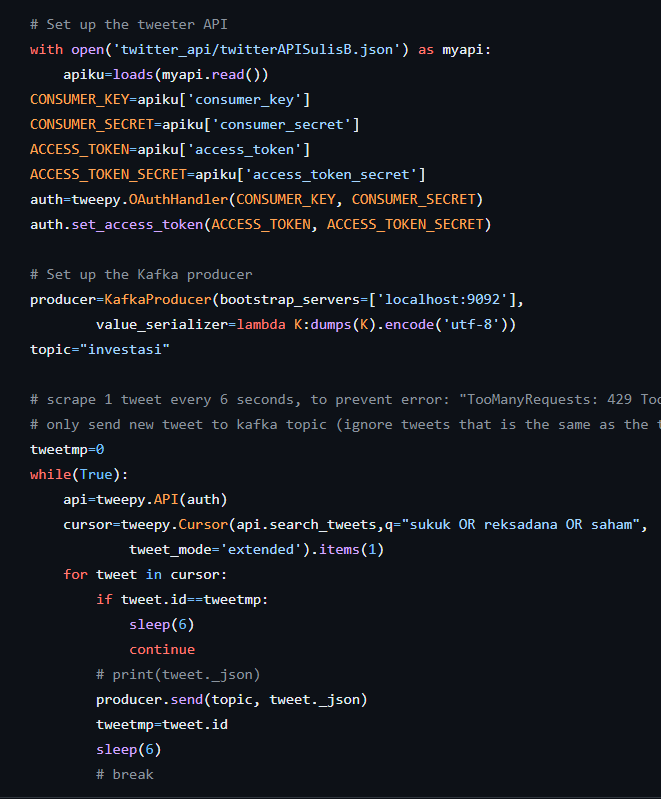 # Set up the tweeter API
with open('twitter_api/twitterAPISulisB.json') as myapi:
    apiku=loads(myapi.read())
CONSUMER_KEY=apiku['consumer_key']
CONSUMER_SECRET=apiku['consumer_secret']
ACCESS_TOKEN=apiku['access_token']
ACCESS_TOKEN_SECRET=apiku['access_token_secret']
auth=tweepy.OAuthHandler(CONSUMER_KEY, CONSUMER_SECRET)
auth.set_access_token(ACCESS_TOKEN, ACCESS_TOKEN_SECRET)

# Set up the Kafka producer
producer=KafkaProducer(bootstrap_servers=['localhost:9092'],
        value_serializer=lambda K:dumps(K).encode('utf-8'))
topic="investasi"

# scrape 1 tweet every 6 seconds, to prevent error: "TooManyRequests: 429 Too
# only send new tweet to kafka topic (ignore tweets that is the same as the t
tweetmp=0
while(True):
    api=tweepy.API(auth)
    cursor=tweepy.Cursor(api.search_tweets,q="sukuk OR reksadana OR saham",
            tweet_mode='extended').items(1)
    for tweet in cursor:
        if tweet.id==tweetmp:
            sleep(6)
            continue
        # print(tweet._json)
        producer.send(topic, tweet._json)
        tweetmp=tweet.id
        sleep(6)
        # break